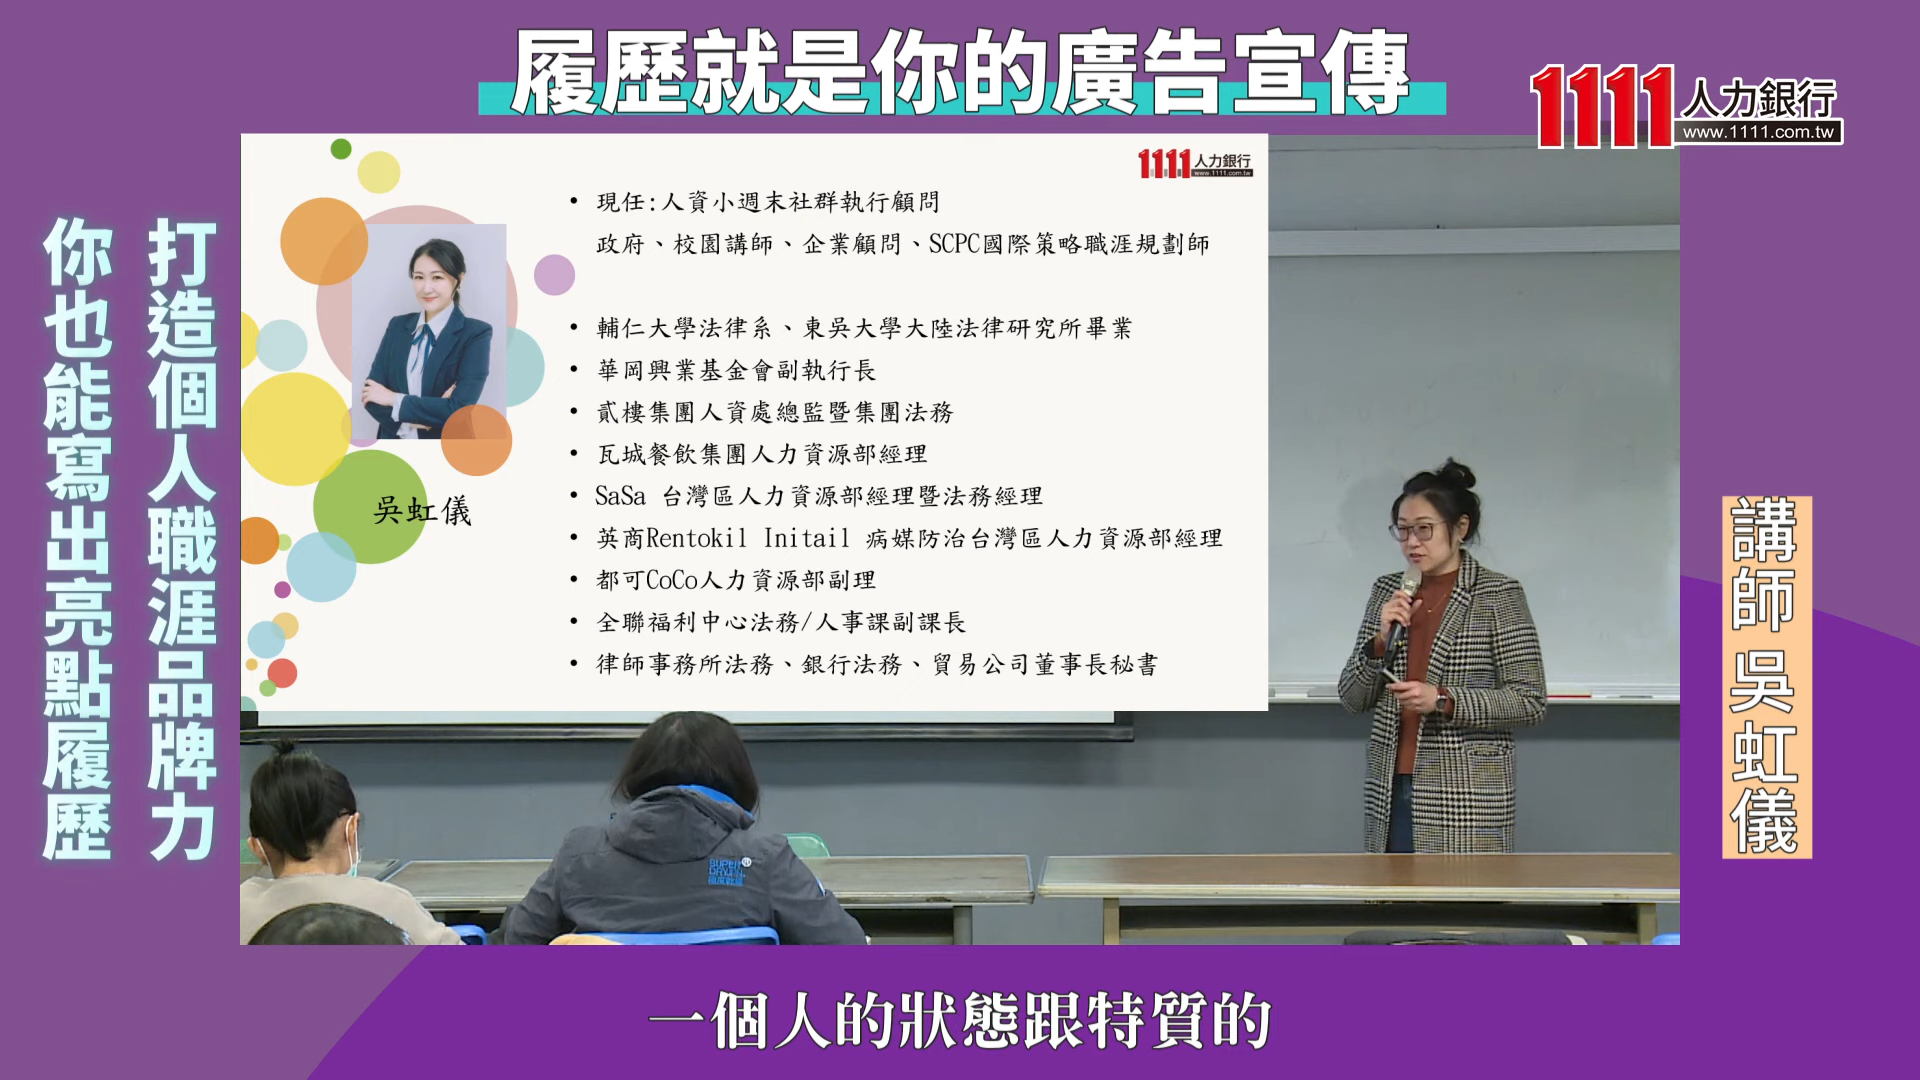 履歷就是你的廣告宣傳
1111人力銀行
www.1111.com.tw
打造個人職涯品牌力
你也能寫出亮點履歷
1111人力銀行
www.1111.com.tw
• 現任:人資小週末社群執行顧問
政府、校園講師、企業顧問、SCPC國際策略職涯規劃師
• 輔仁大學法律系、東吳大學大陸法律研究所畢業
• 華岡興業基金會副執行長
• 貳樓集團人資處總監暨集團法務
• 瓦城餐飲集團人力資源部經理
• SaSa 台灣區人力資源部經理暨法務經理
• 英商Rentokil Initail 病媒防治台灣區人力資源部經理
• 都可CoCo人力資源部副理
• 全聯福利中心法務/人事課副課長
• 律師事務所法務、銀行法務、貿易公司董事長秘書
吳虹儀
講師 吳虹儀
SUPER
DRY
一個人的狀態跟特質的